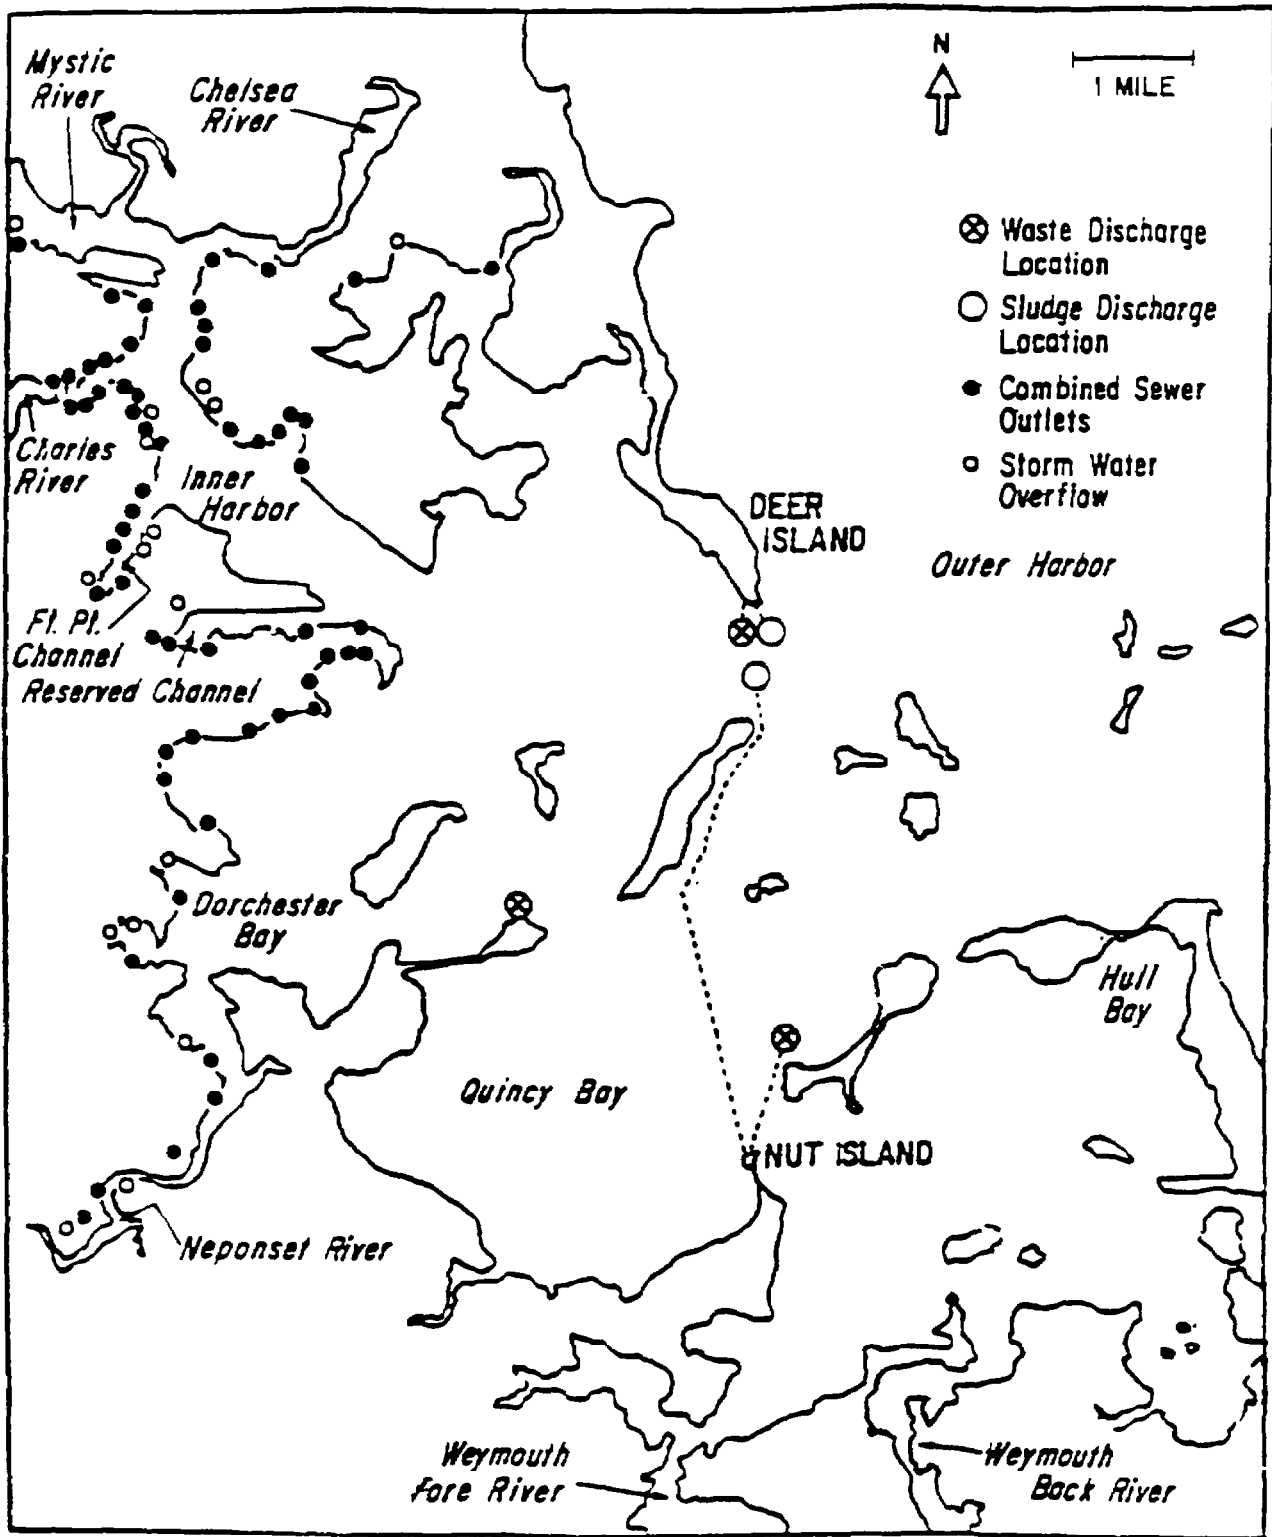 Mystic
River
Chelsea
River
N
1 MILE
Waste Discharge
Location
Sludge Discharge
Location
Combined Sewer
Outlets
Storm Water
Overflow
Charles
River
Inner
Harbor
DEER
ISLAND
Outer Harbor
Ft. Pt.
Channel
Reserved Channel
Dorchester
Bay
Hull
Bay
Quincy Bay
NUT ISLAND
Neponset River
Weymouth
Fore River
Weymouth
Back River